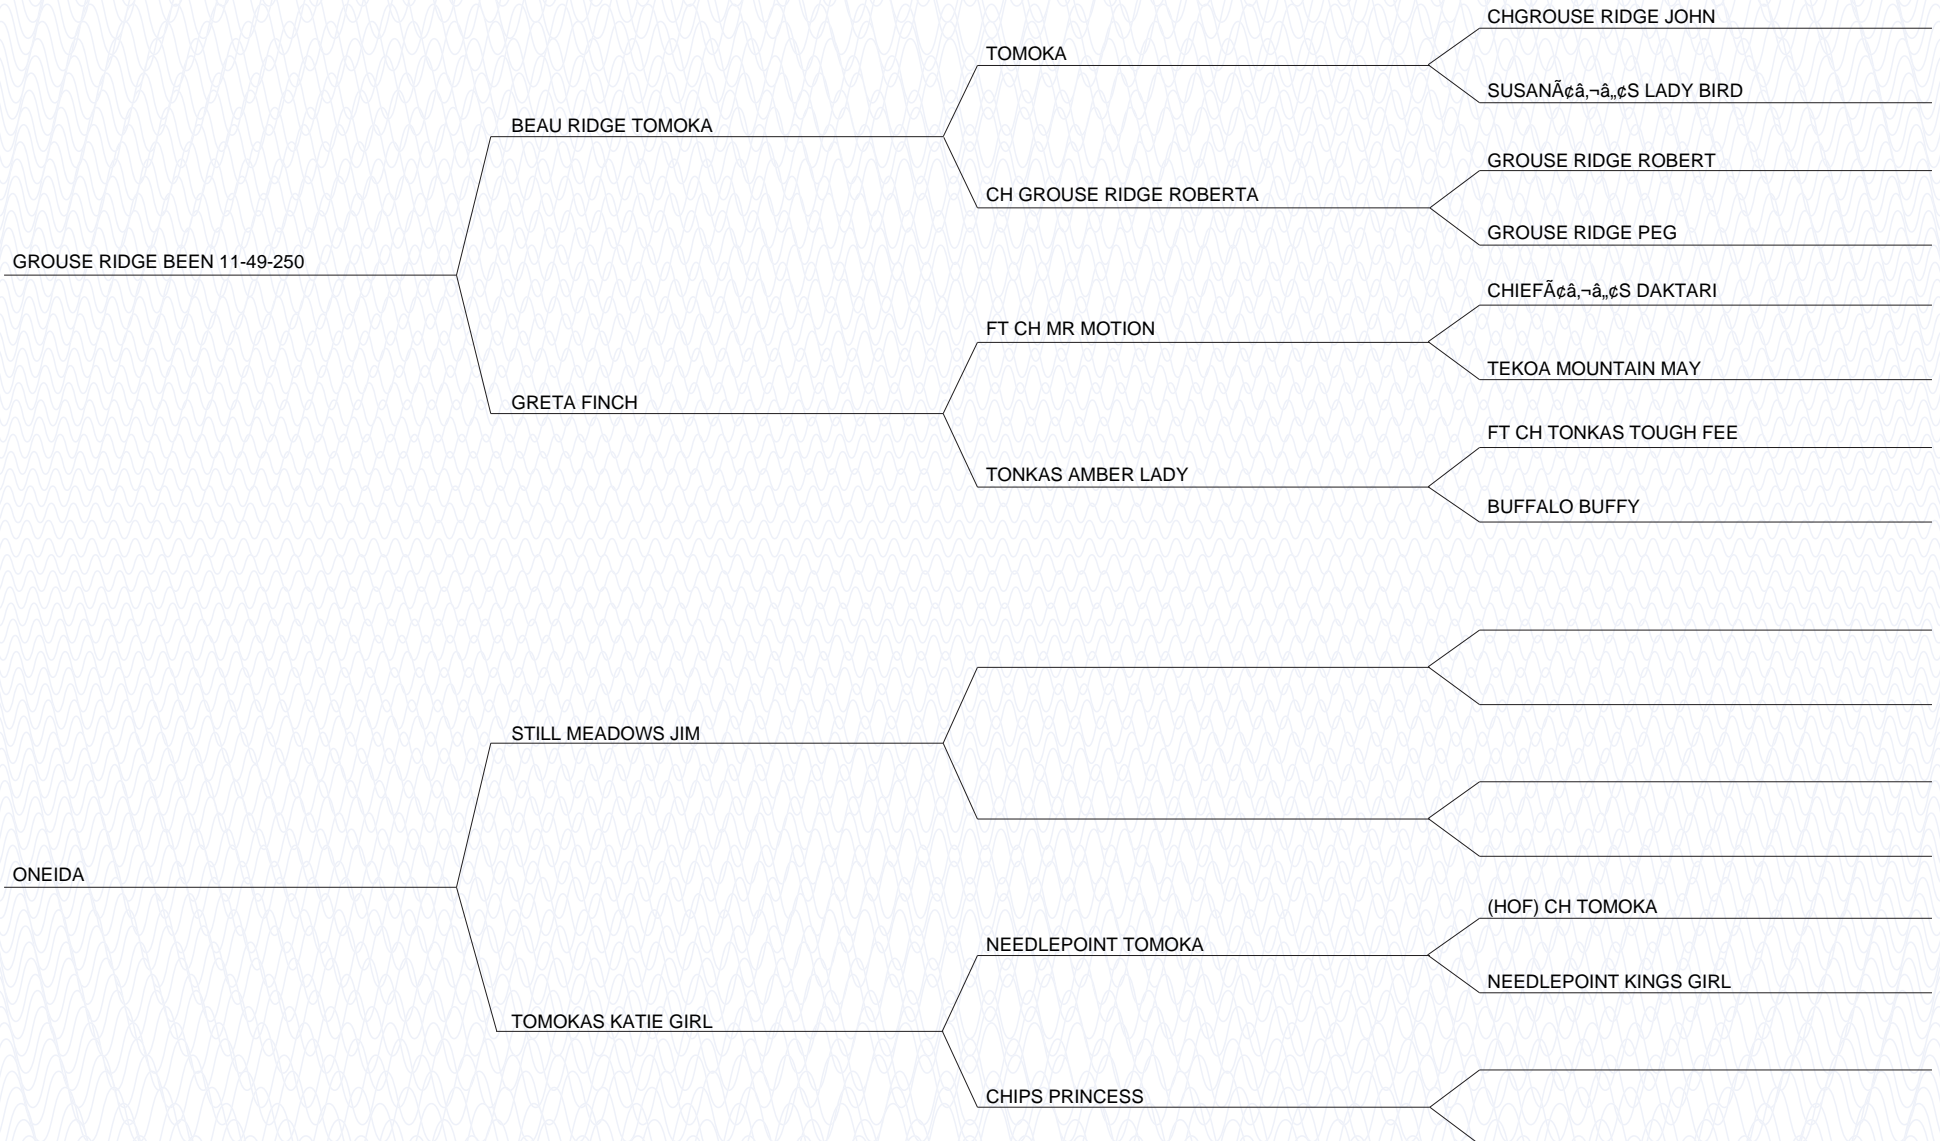 CHGROUSE RIDGE JOHN
TOMOKA
SUSANÃ¢â‚¬â„¢S LADY BIRD
BEAU RIDGE TOMOKA
GROUSE RIDGE ROBERT
CH GROUSE RIDGE ROBERTA
GROUSE RIDGE PEG
GROUSE RIDGE BEEN 11-49-250
CHIEFÃ¢â‚¬â„¢S DAKTARI
FT CH MR MOTION
TEKOA MOUNTAIN MAY
GRETA FINCH
FT CH TONKAS TOUGH FEE
TONKAS AMBER LADY
BUFFALO BUFFY
STILL MEADOWS JIM
ONEIDA
(HOF) CH TOMOKA
NEEDLEPOINT TOMOKA
NEEDLEPOINT KINGS GIRL
TOMOKAS KATIE GIRL
CHIPS PRINCESS